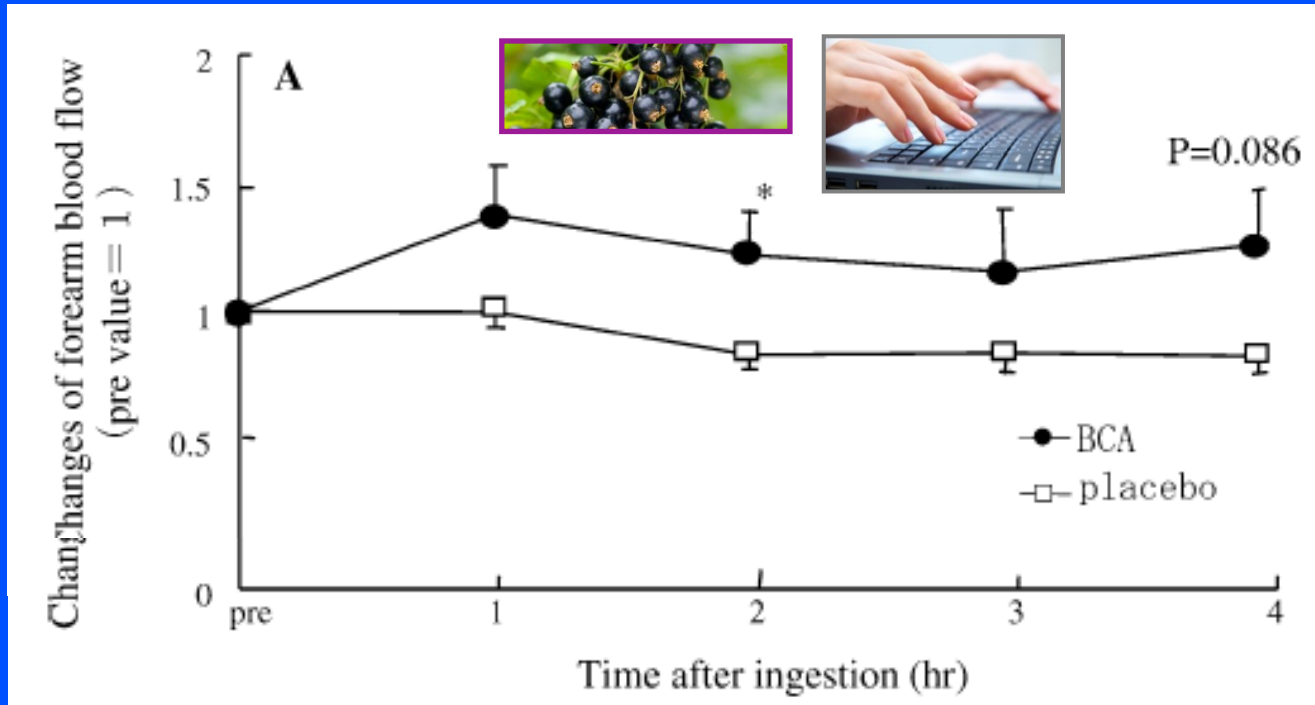 2
A
P=0.086
1.5
*
1
0.5
0
Chan Changes of forearm blood flow
(pre value = 1 )
BCA
placebo
pre
1
2
3
4
Time after ingestion (hr)